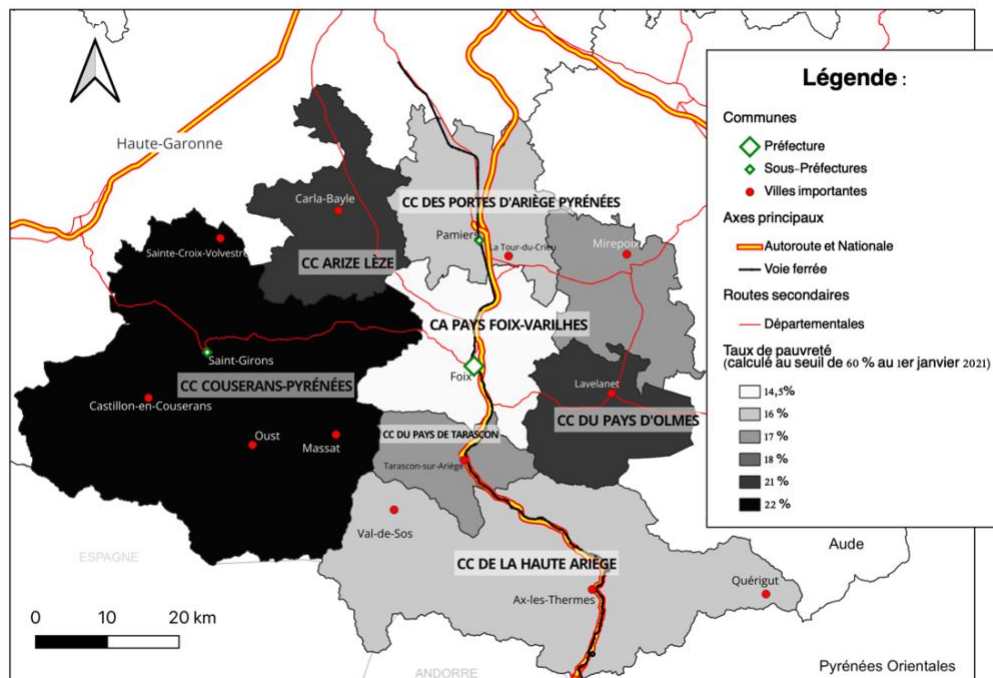 Haute-Garonne
Carla-Bayle
CC DES PORTES D'ARIÈGE PYRÉNÉES
Pamiers
La Tour-du-Crieu
Mirepoix
Sainte-Croix-Volvestre
CC ARIZE LÈZE
CA PAYS FOIX-VARILHES
Saint-Girons
Foix
CC COUSERANS-PYRÉNÉES
Lavelanet
Castillon-en-Couserans
CC DU PAYS D'OLMES
CC DU PAYS DE TARASCON
Oust
Massat
Tarascon-sur-Ariège
Val-de-Sos
ESPAGNE
CC DE LA HAUTE ARIÈGE
Aude
Quérigut
Ax-les-Thermes
0 10 20 km
ANDORRE
Pyrénées Orientales
Légende :
Communes
Préfecture
Sous-Préfectures
Villes importantes
Axes principaux
Autoroute et Nationale
Voie ferrée
Routes secondaires
Départementales
Taux de pauvreté
(calculé au seuil de 60 % au 1er janvier 2021)
14,5%
16 %
17 %
18 %
21 %
22 %